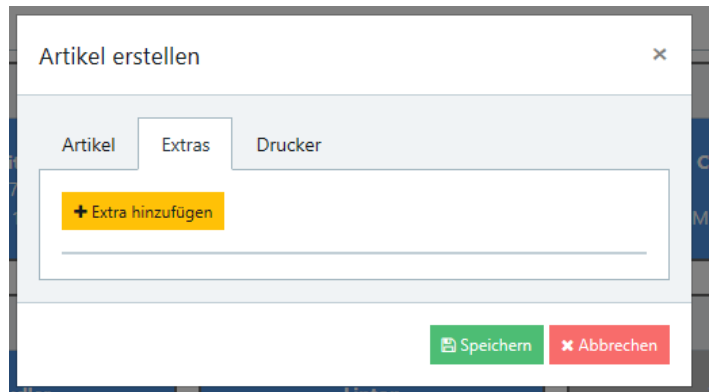 Artikel erstellen
×
Artikel Extras Drucker
+ Extra hinzufügen
Speichern × Abbrechen